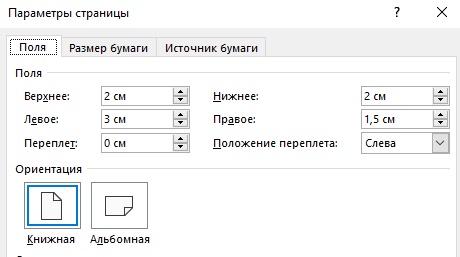 Параметры страницы ? ×
Поля Размер бумаги Источник бумаги
Поля
Верхнее: 2 см Нижнее: 2 см
Левое: 3 см Правое: 1,5 см
Переплет: 0 см Положение переплета: Слева
Ориентация
Книжная Альбомная